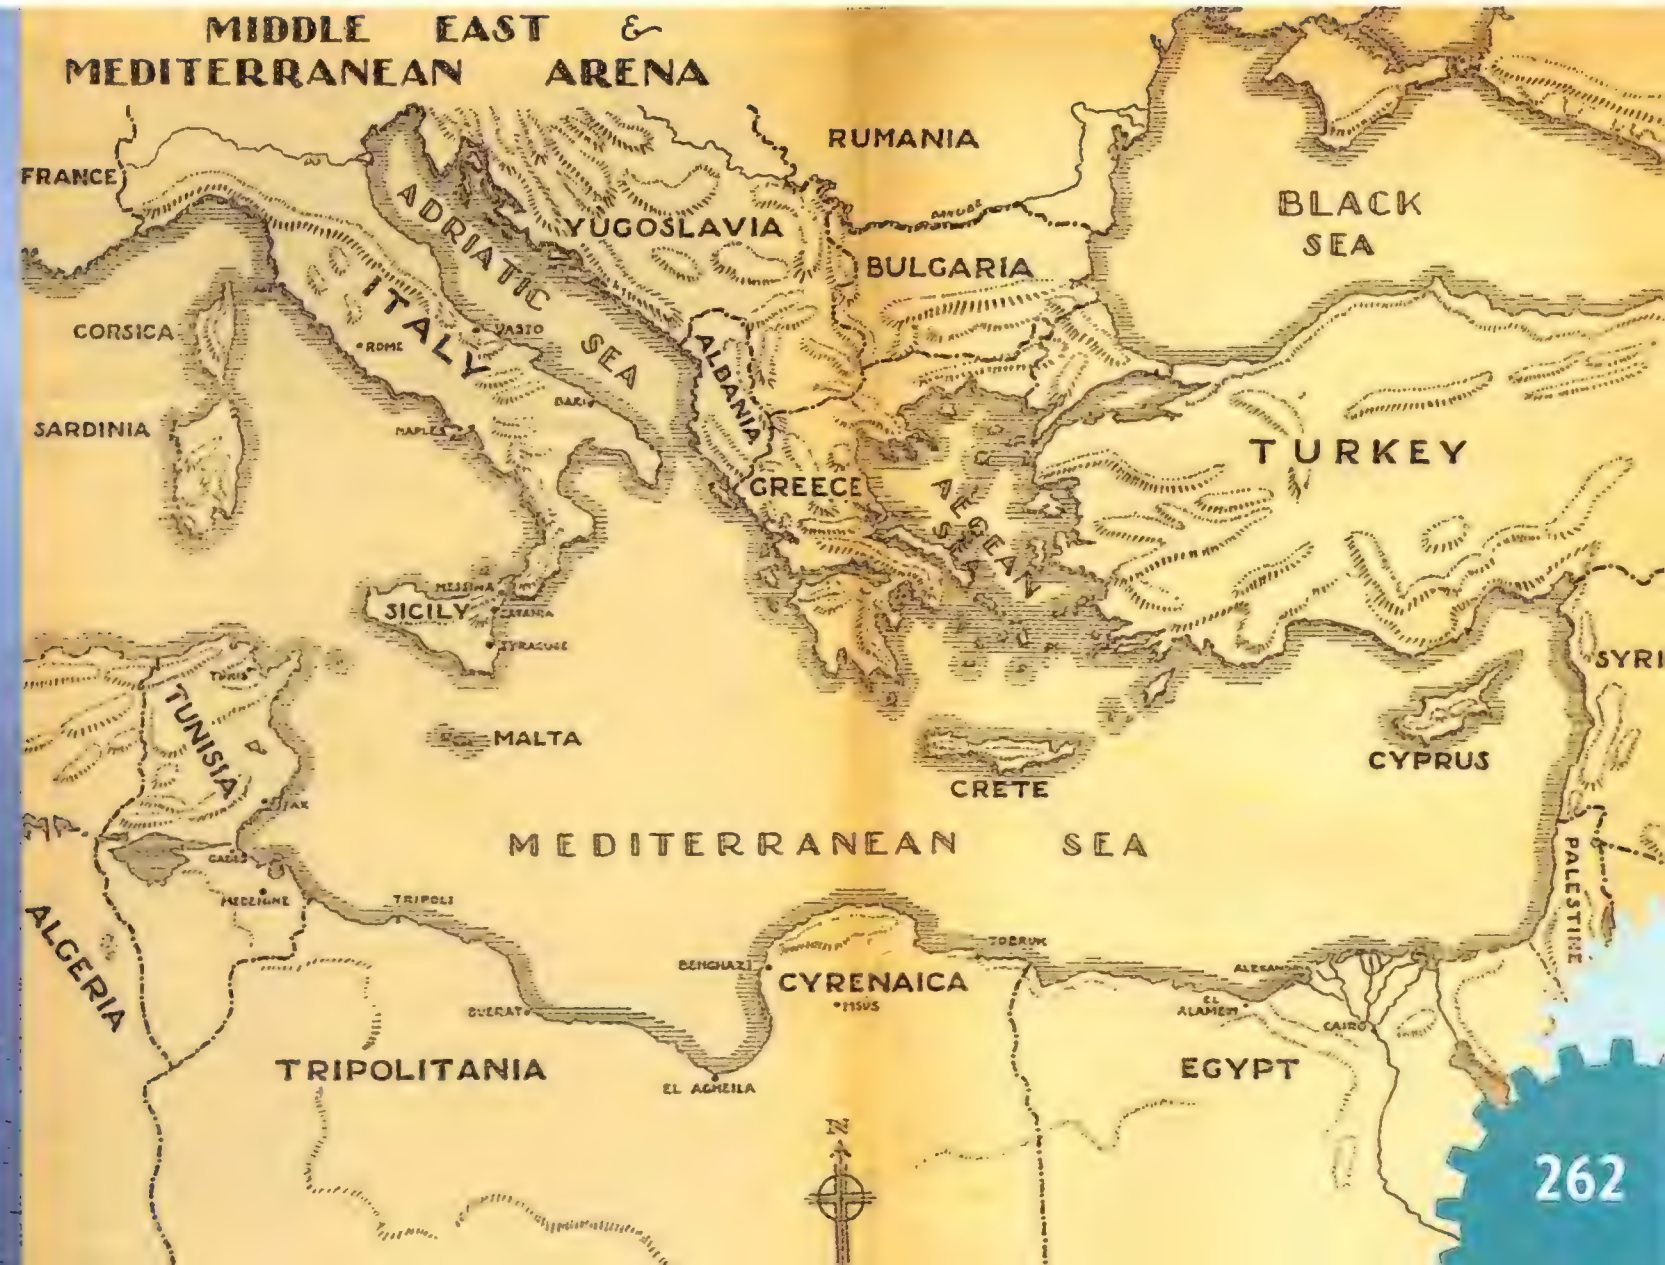 MIDDLE EAST &
MEDITERRANEAN ARENA
RUMANIA
FRANCE
PO
ADRIATIC SEA
YUGOSLAVIA
DANUBE
BLACK
SEA
BULGARIA
ITALY
CORSICA
VASTO
ROME
ALBANIA
SARDINIA
BARI
NAPLES
TURKEY
GREECE
AEGEAN
SEA
MESSINA
SICILY
CATANIA
SYRACUSE
SYRI
TUNIS
TUNISIA
MALTA
CYPRUS
CRETE
MEDITERRANEAN SEA
PALESTINE
GABES
MEDENINE
TRIPOLI
ALGERIA
TOBRUK
BENGHAZI
CYRENAICA
MSUS
BUERAT
EL
ALAMEIN
CAIRO
TRIPOLITANIA
EL AGHEILA
EGYPT
N
262